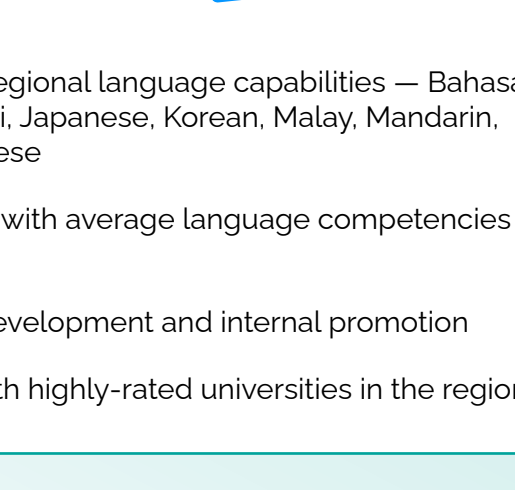 egional language capabilities — Bahasa
i, Japanese, Korean, Malay, Mandarin,
ese
with average language competencies
evelopment and internal promotion
th highly-rated universities in the region